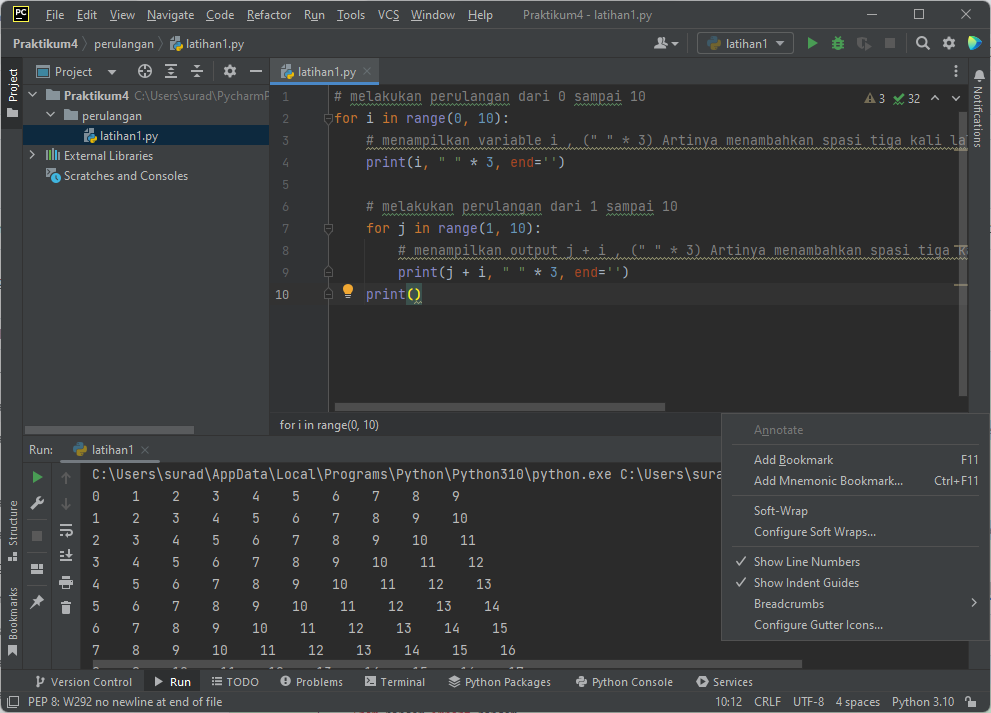 PC File Edit View Navigate Code Refactor Run Tools VCS Window Help Praktikum4 - latihan1.py
Praktikum4 perulangan latihan1.py latihan1
Project latihan1.py
Project
Praktikum4 C:\Users\surad\PycharmP
perulangan
latihan1.py
External Libraries
Scratches and Consoles
3 32
1 # melakukan perulangan dari 0 sampai 10
2 for i in range(0, 10):
3 # menampilkan variable i , (" " * 3) Artinya menambahkan spasi tiga kali la
4 print(i, " " * 3, end='')
5
6 # melakukan perulangan dari 1 sampai 10
7 for j in range(1, 10):
8 # menampilkan output j + i , (" " * 3) Artinya menambahkan spasi tiga k
9 print(j + i, " " * 3, end='')
10 print()
for i in range(0, 10)
Notifications
Run: latihan1
C:\Users\surad\AppData\Local\Programs\Python\Python310\python.exe C:\Users\sura
0 1 2 3 4 5 6 7 8 9
1 2 3 4 5 6 7 8 9 10
2 3 4 5 6 7 8 9 10 11
3 4 5 6 7 8 9 10 11 12
4 5 6 7 8 9 10 11 12 13
5 6 7 8 9 10 11 12 13 14
6 7 8 9 10 11 12 13 14 15
7 8 9 10 11 12 13 14 15 16
Structure
Bookmarks
Annotate
Add Bookmark F11
Add Mnemonic Bookmark... Ctrl+F11
Soft-Wrap
Configure Soft Wraps...
Show Line Numbers
Show Indent Guides
Breadcrumbs
Configure Gutter Icons...
Version Control Run TODO Problems Terminal Python Packages Python Console Services
PEP 8: W292 no newline at end of file 10:12 CRLF UTF-8 4 spaces Python 3.10